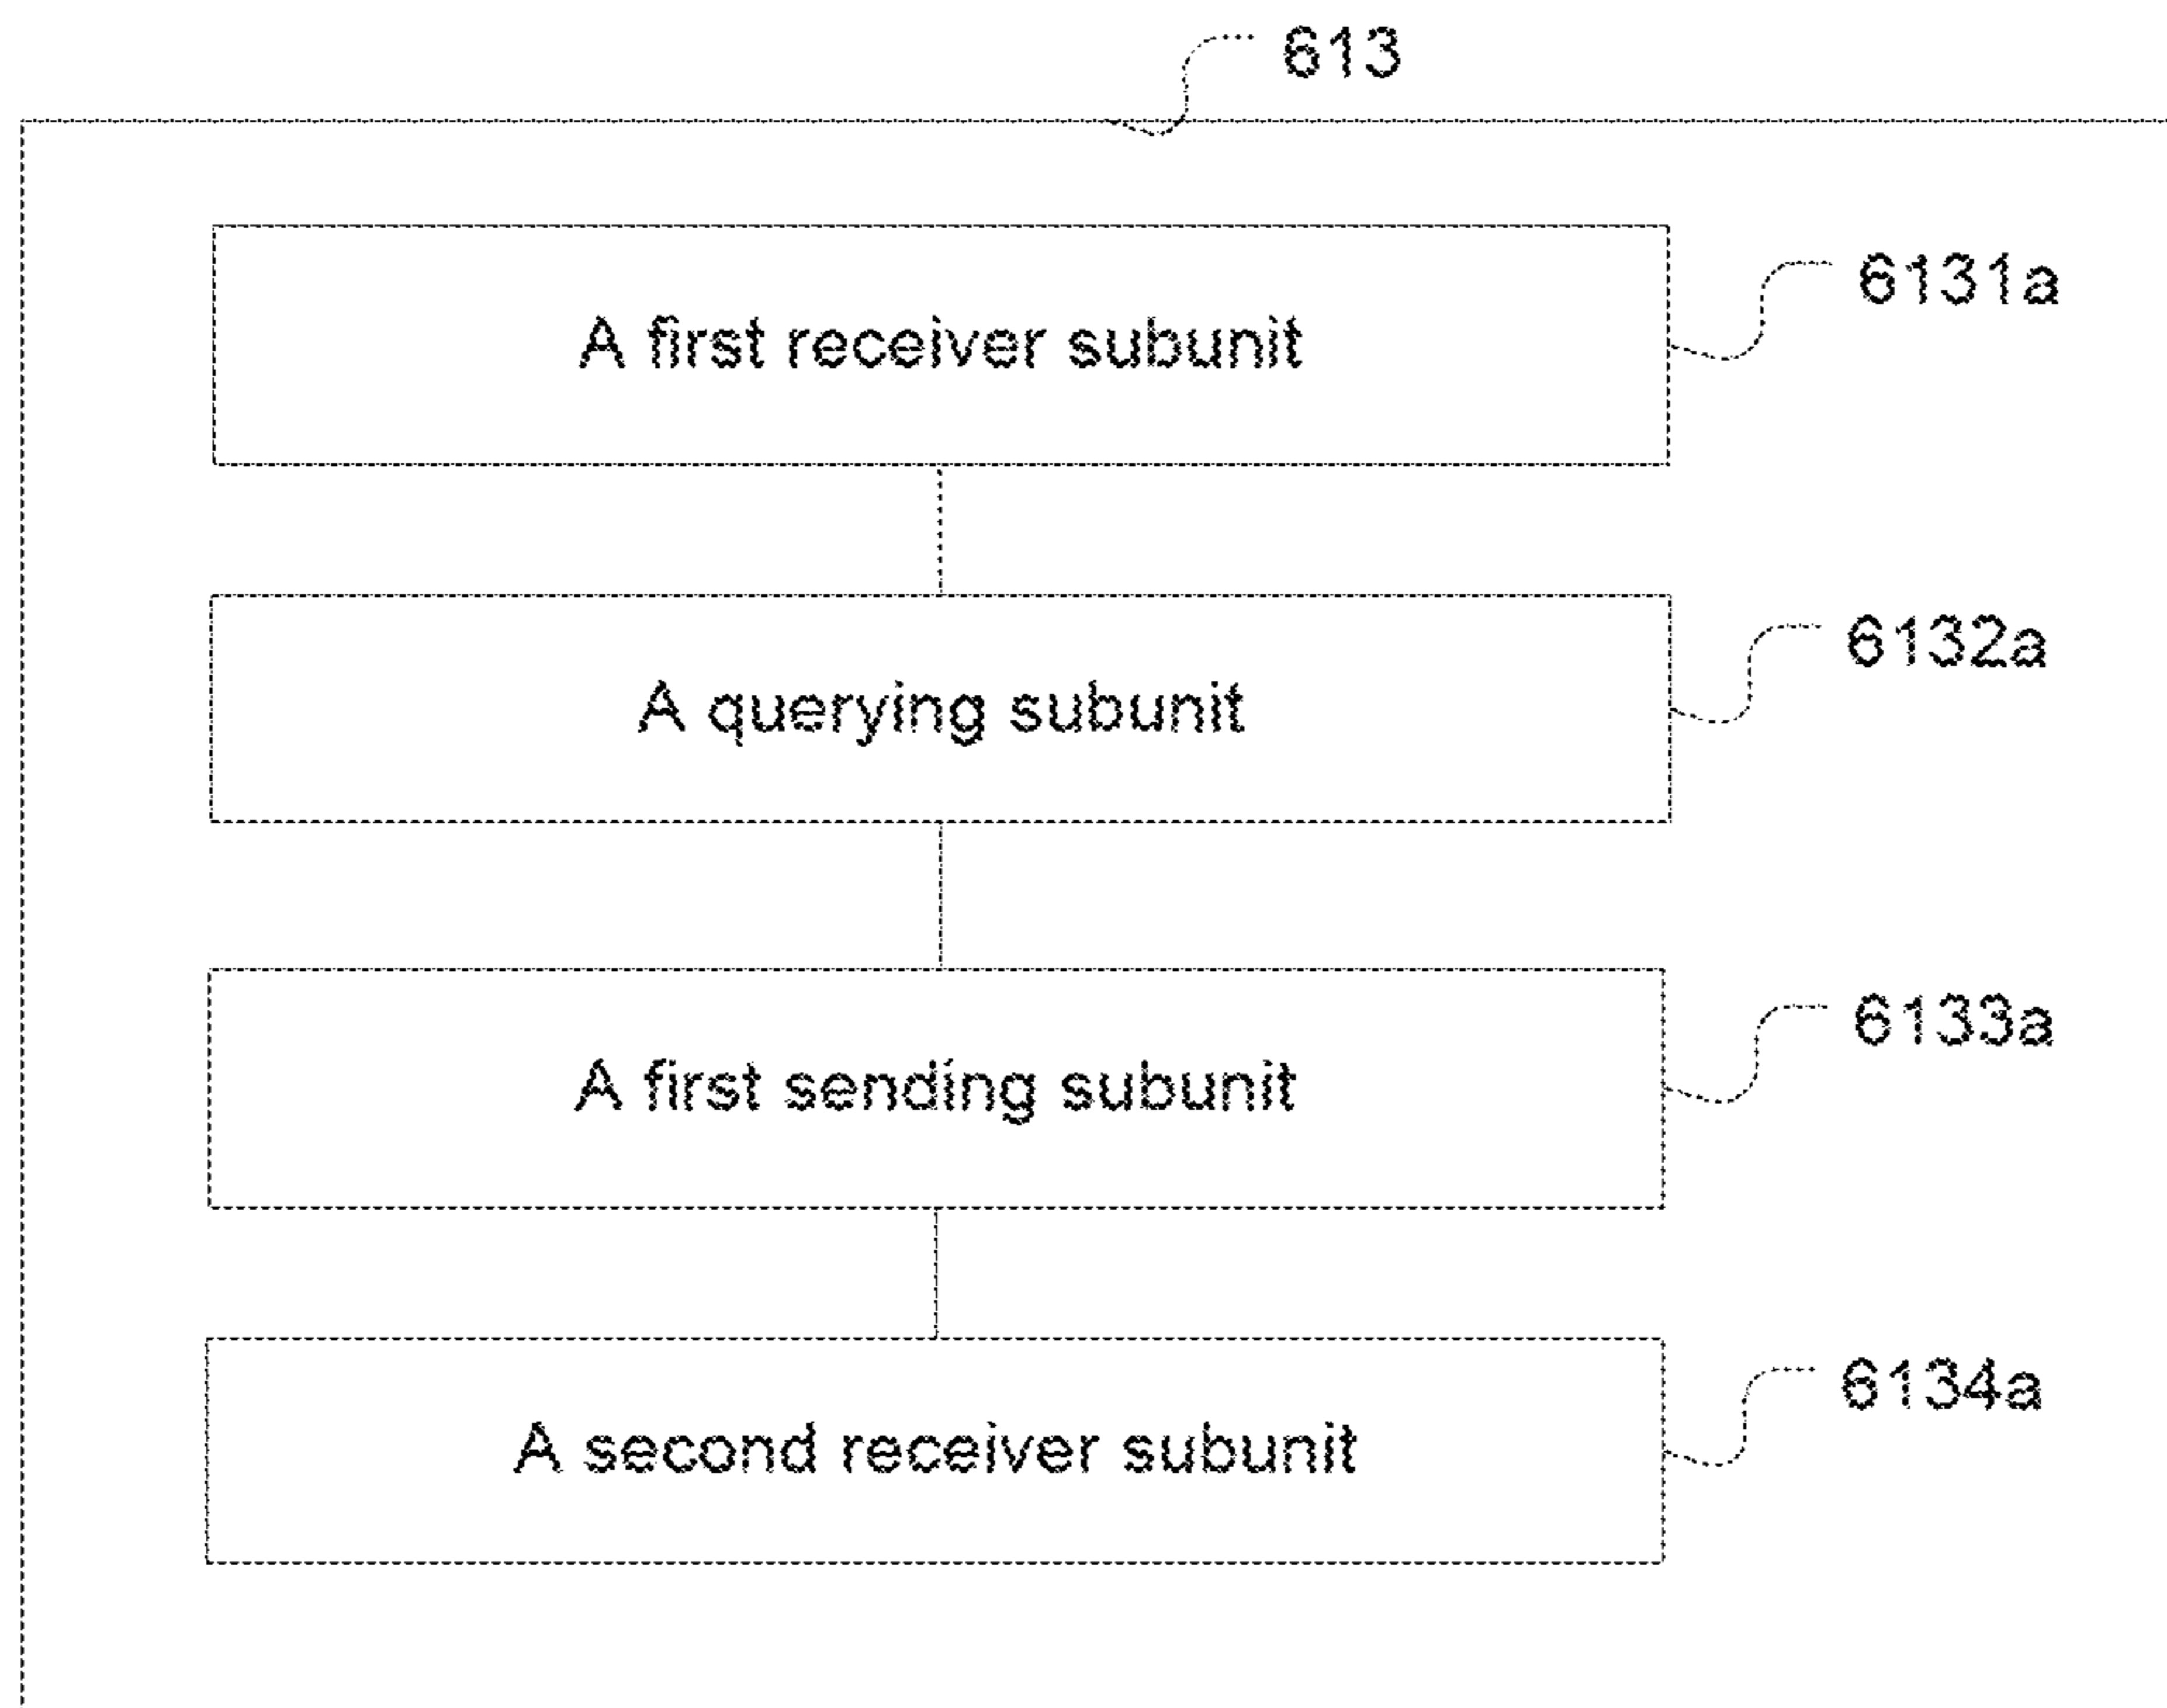 613
A first receiver subunit
6131a
A querying subunit
6132a
A first sending subunit
6133a
A second receiver subunit
6134a